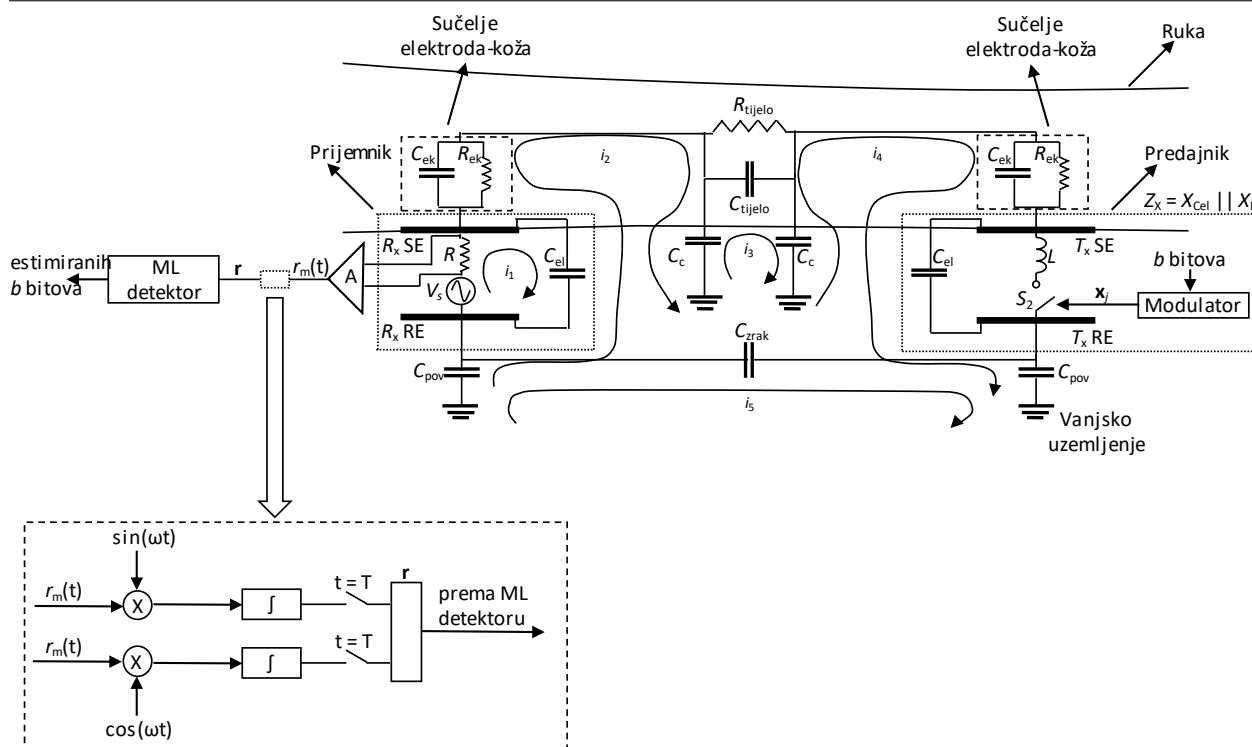 Sučelje
elektroda-koža
Sučelje
elektroda-koža
Ruka
R_tijelo
Prijemnik
C_ek
R_ek
i_2
i_4
C_ek
R_ek
Predajnik
C_tijelo
Z_X = X_Cel ||
R_x SE
R
C_el
i_1
C_c
i_3
C_c
C_el
T_x SE
L
estimiranih
b bitova
ML
detektor
r
r_m(t)
A
V_s
S_2
x_j
b bitova
Modulator
R_x RE
T_x RE
C_zrak
C_pov
C_pov
i_5
Vanjsko
uzemljenje
sin(ωt)
r_m(t)
X
∫
t = T
r
prema ML
detektoru
r_m(t)
X
∫
t = T
cos(ωt)